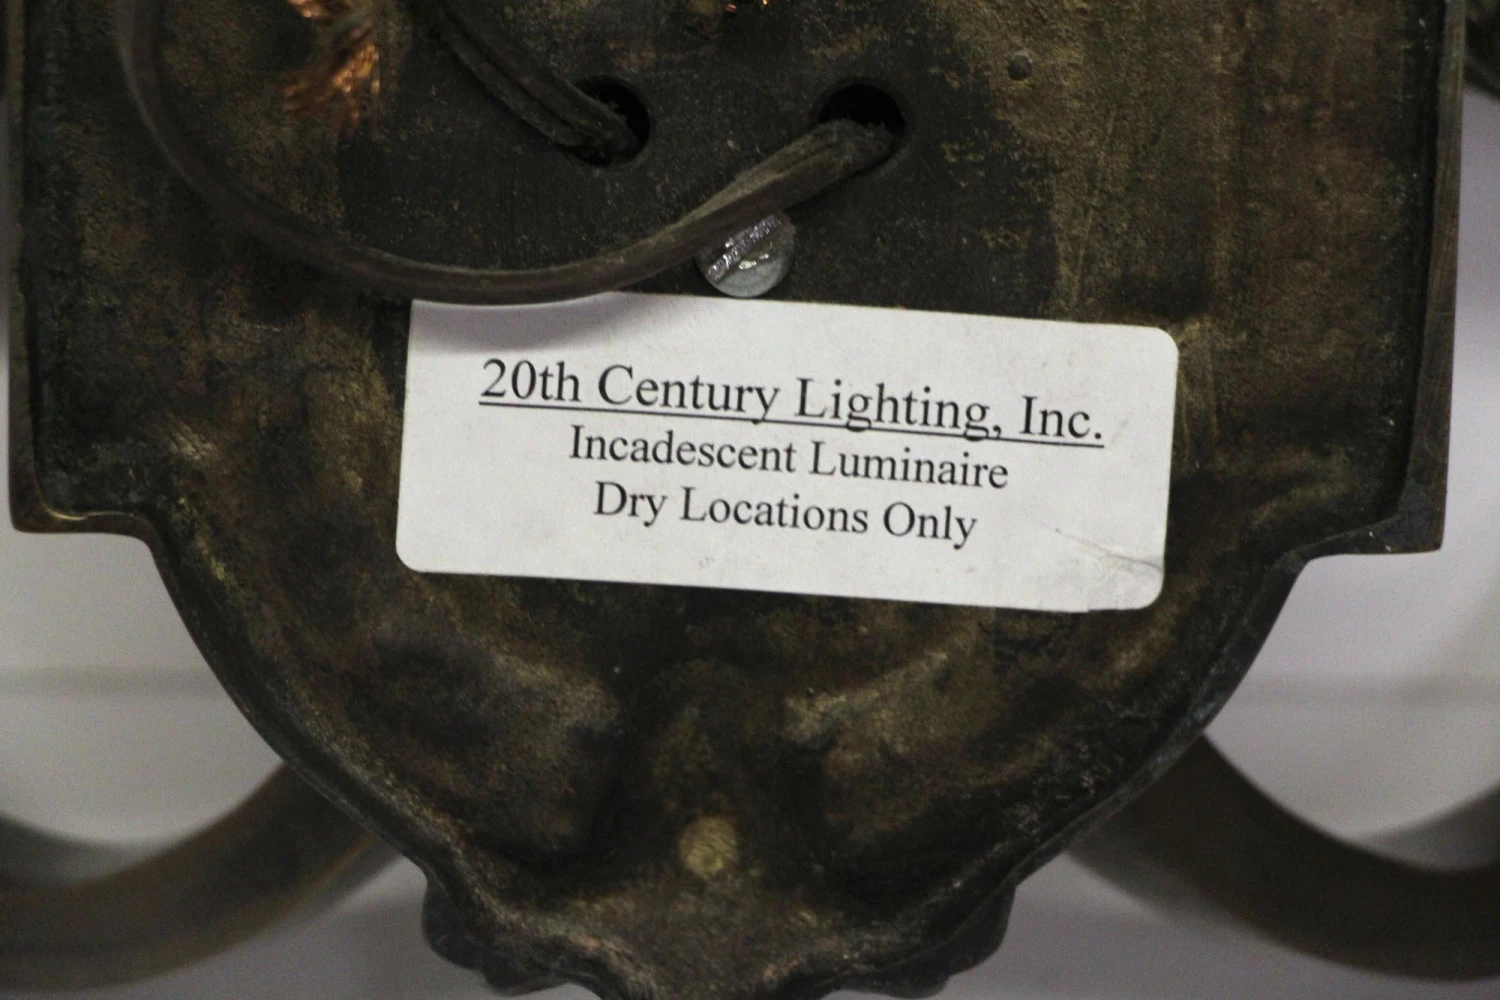 20th Century Lighting, Inc.
Incadescent Luminaire
Dry Locations Only